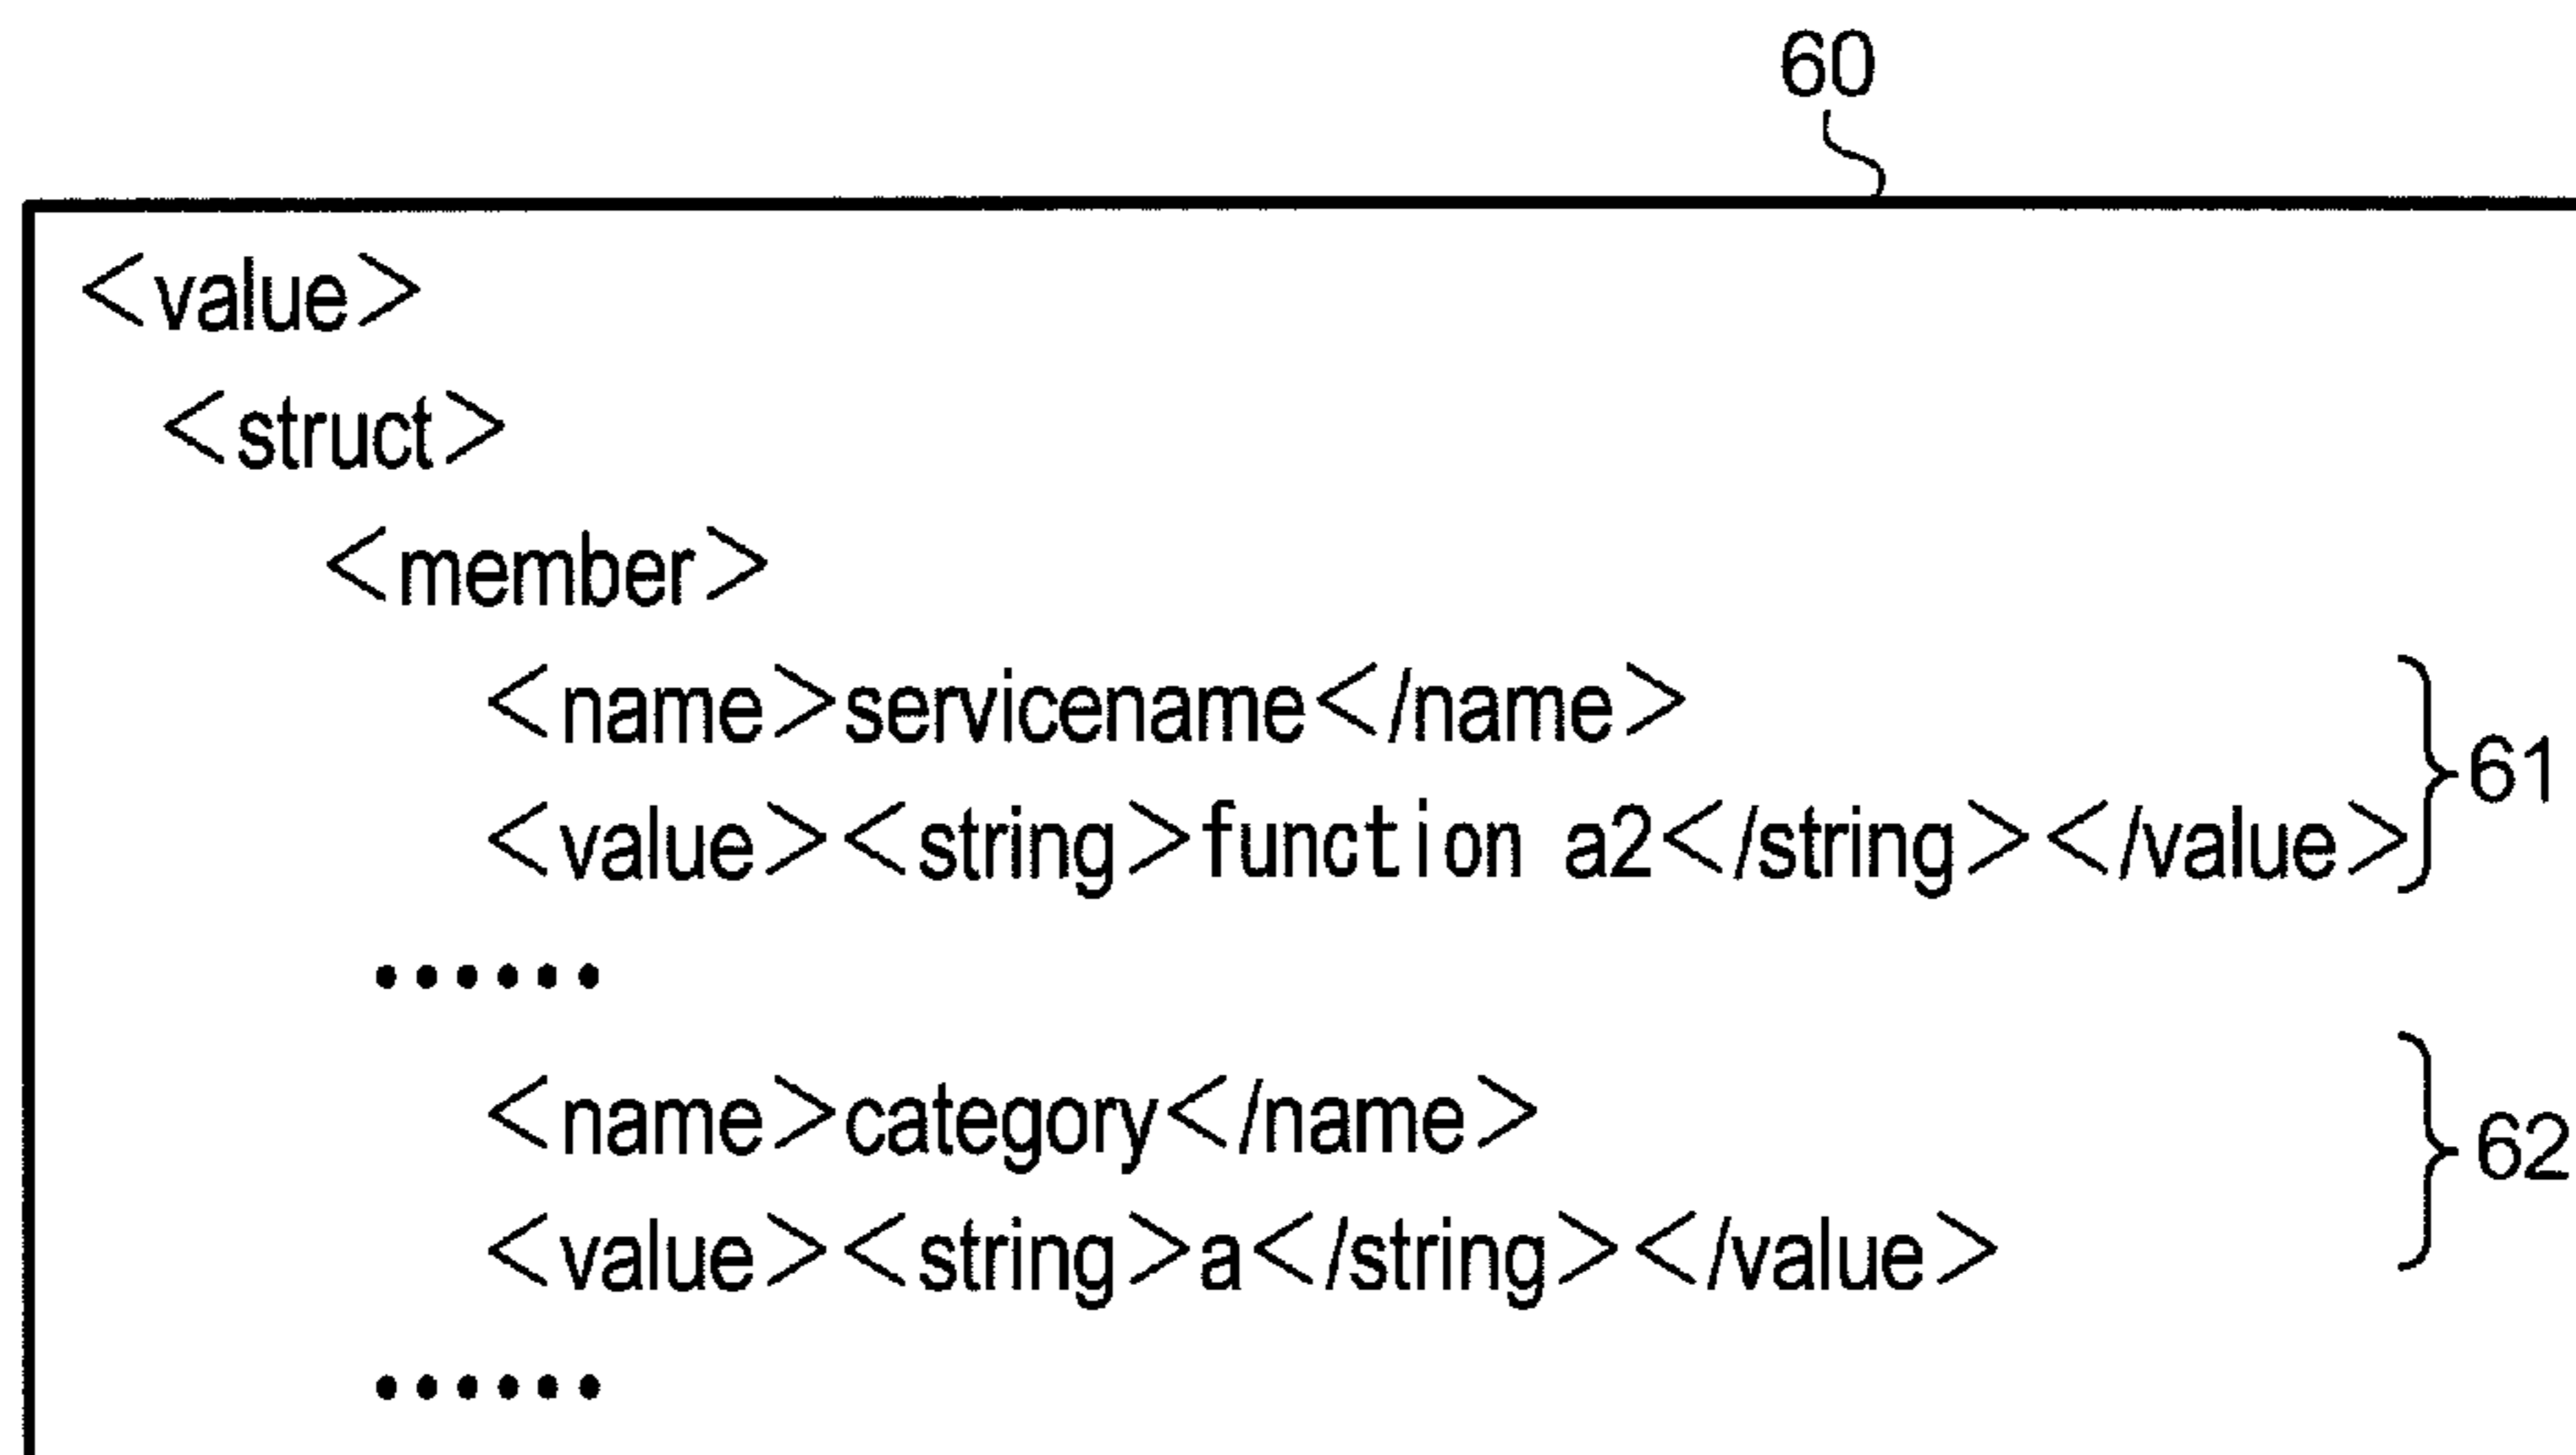 60
<value>
<struct>
<member>
<name>servicename</name>
<value><string>function a2</string></value>
61
......
<name>category</name>
62
<value><string>a</string></value>
......